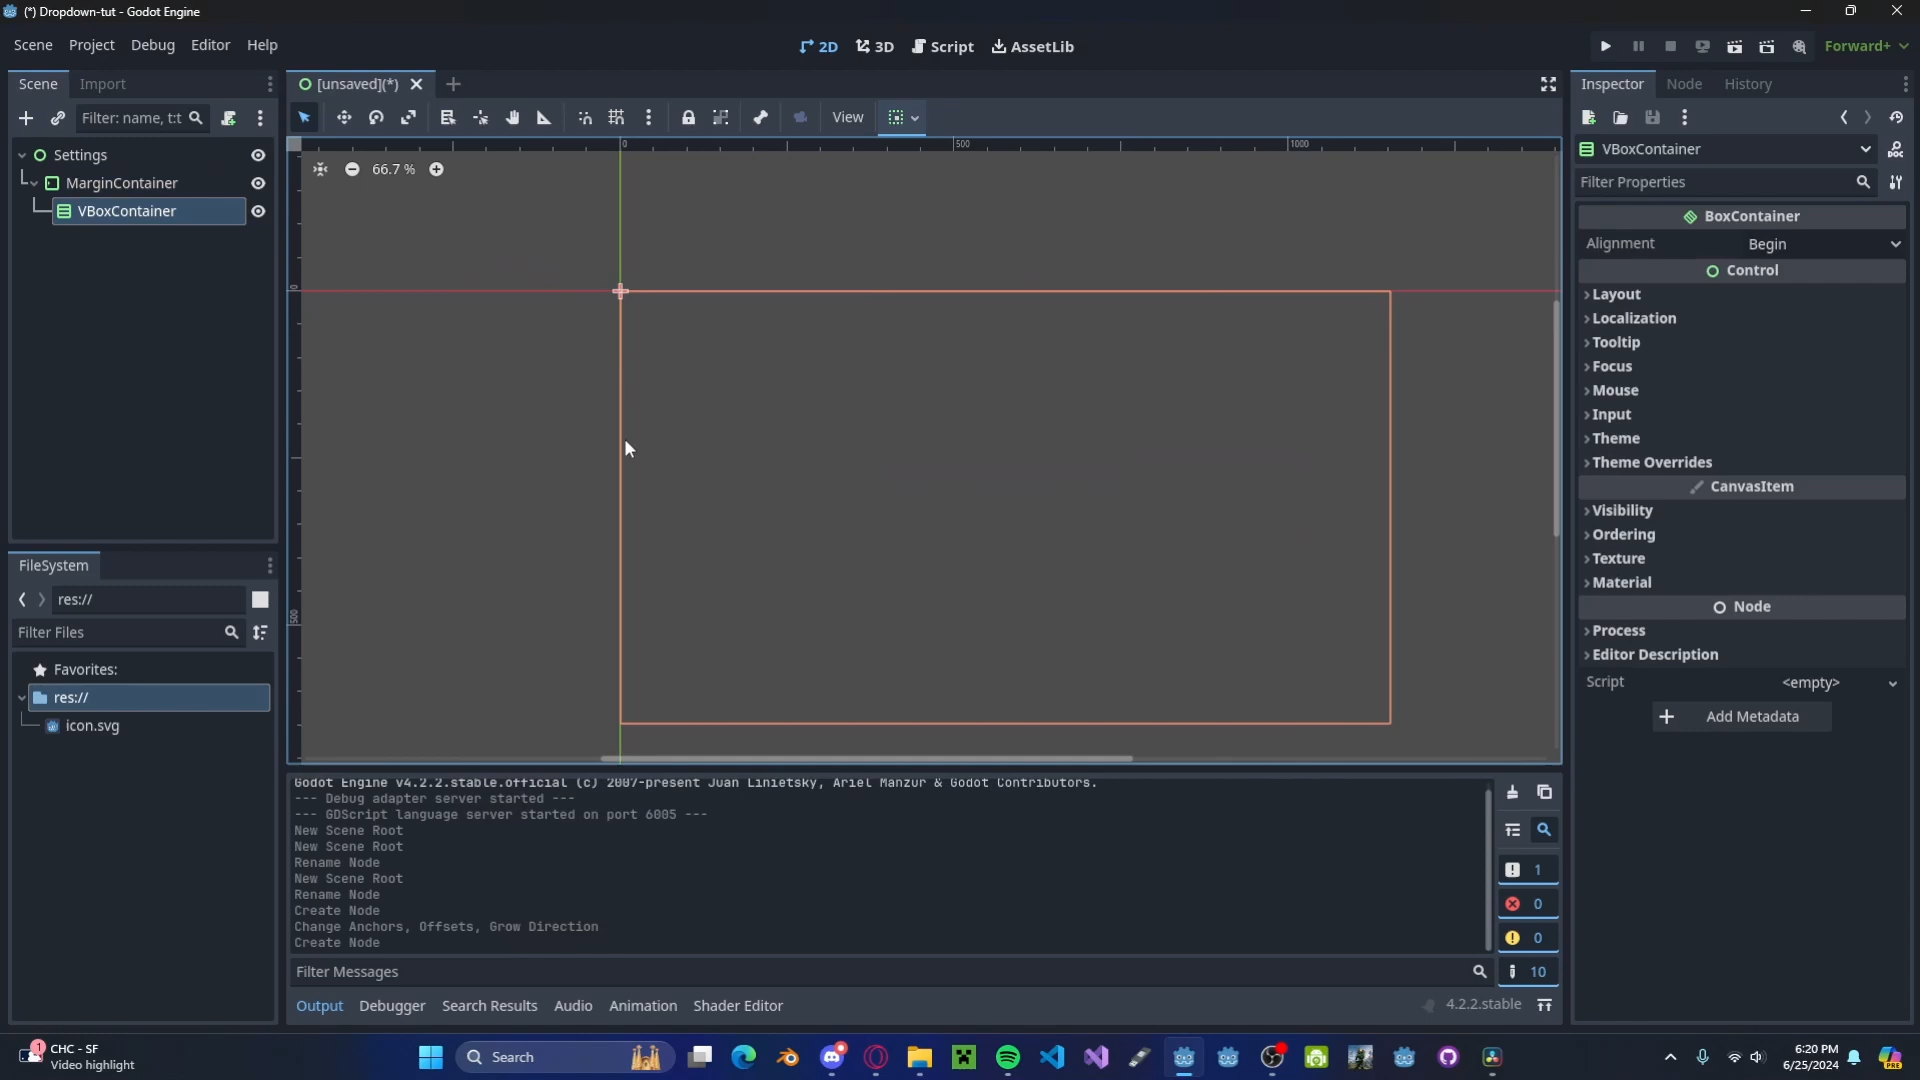 (*) Dropdown-tut - Godot Engine
Scene Project Debug Editor Help
2D 3D Script AssetLib
Forward+
Scene Import
[unsaved](*)
Inspector Node History
Filter: name, t:t
View
VBoxContainer
Settings
MarginContainer
VBoxContainer
66.7 %
0
500
1000
0
500
Filter Properties
BoxContainer
Alignment Begin
Control
Layout
Localization
Tooltip
Focus
Mouse
Input
Theme
Theme Overrides
CanvasItem
Visibility
Ordering
Texture
Material
Node
Process
Editor Description
Script <empty>
Add Metadata
FileSystem
res://
Filter Files
Favorites:
res://
icon.svg
Godot Engine v4.2.2.stable.official (c) 2007-present Juan Linietsky, Ariel Manzur & Godot Contributors.
--- Debug adapter server started ---
--- GDScript language server started on port 6005 ---
New Scene Root
New Scene Root
Rename Node
New Scene Root
Rename Node
Create Node
Change Anchors, Offsets, Grow Direction
Create Node
1
0
0
10
Filter Messages
Output Debugger Search Results Audio Animation Shader Editor
4.2.2.stable
1
CHC - SF
Video highlight
Search
6:20 PM
6/25/2024
PRE